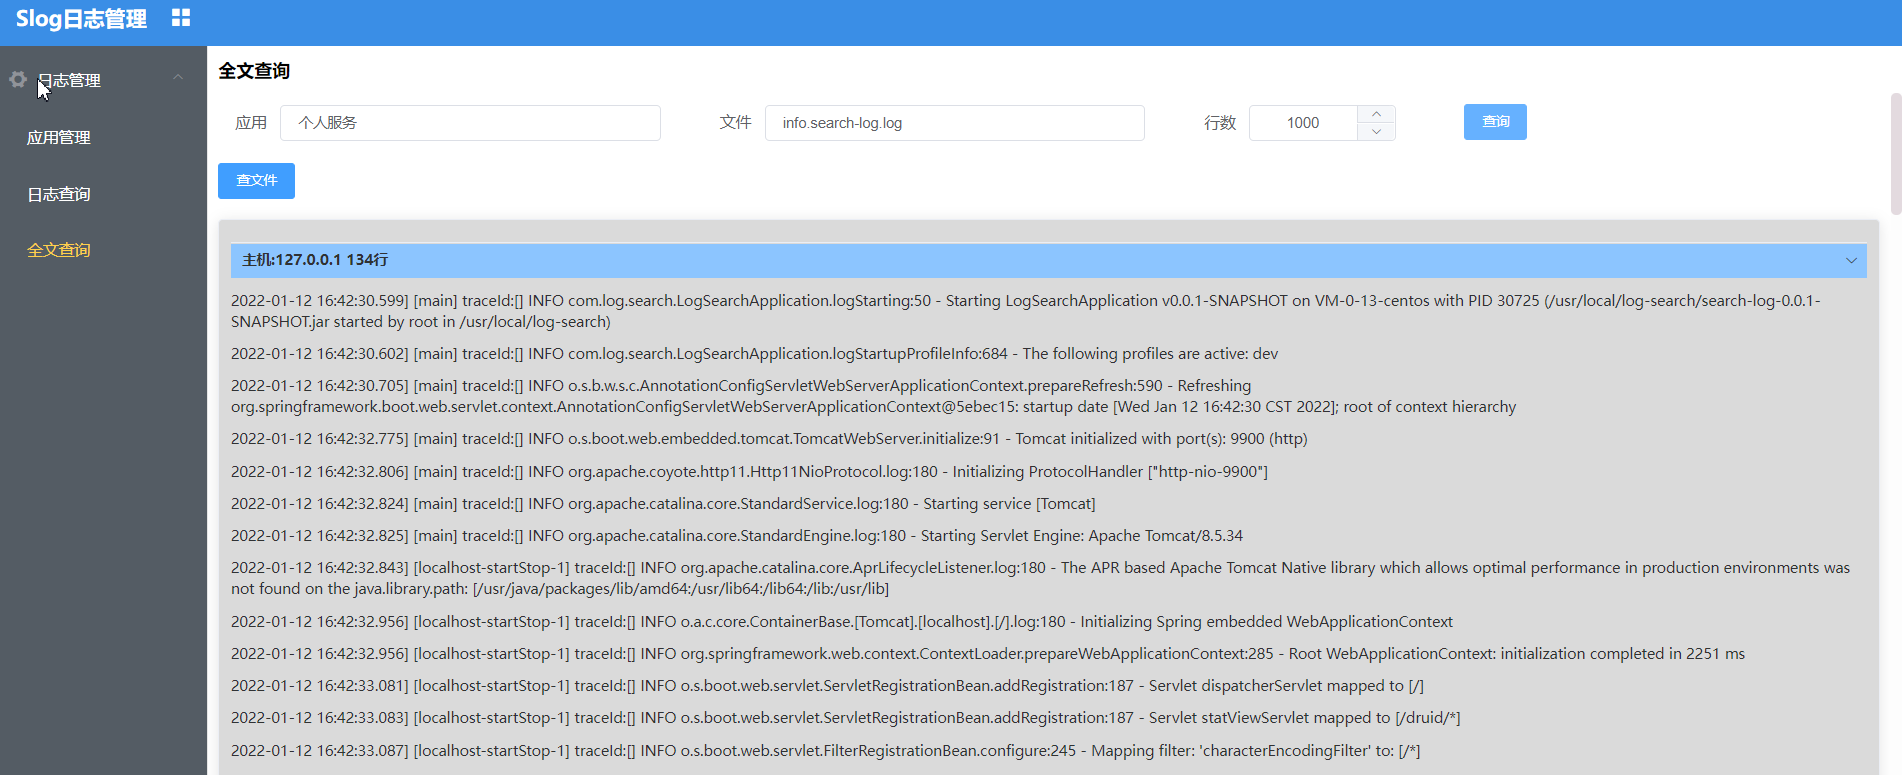 Slog日志管理
日志管理
应用管理
日志查询
全文查询
全文查询
应用 个人服务 文件 info.search-log.log 行数 1000 查询
查文件
主机:127.0.0.1 134行
2022-01-12 16:42:30.599] [main] traceId:[] INFO com.log.search.LogSearchApplication.logStarting:50 - Starting LogSearchApplication v0.0.1-SNAPSHOT on VM-0-13-centos with PID 30725 (/usr/local/log-search/search-log-0.0.1-
SNAPSHOT.jar started by root in /usr/local/log-search)
2022-01-12 16:42:30.602] [main] traceId:[] INFO com.log.search.LogSearchApplication.logStartupProfileInfo:684 - The following profiles are active: dev
2022-01-12 16:42:30.705] [main] traceId:[] INFO o.s.b.w.s.c.AnnotationConfigServletWebServerApplicationContext.prepareRefresh:590 - Refreshing
org.springframework.boot.web.servlet.context.AnnotationConfigServletWebServerApplicationContext@5ebec15: startup date [Wed Jan 12 16:42:30 CST 2022]; root of context hierarchy
2022-01-12 16:42:32.775] [main] traceId:[] INFO o.s.boot.web.embedded.tomcat.TomcatWebServer.initialize:91 - Tomcat initialized with port(s): 9900 (http)
2022-01-12 16:42:32.806] [main] traceId:[] INFO org.apache.coyote.http11.Http11NioProtocol.log:180 - Initializing ProtocolHandler ["http-nio-9900"]
2022-01-12 16:42:32.824] [main] traceId:[] INFO org.apache.catalina.core.StandardService.log:180 - Starting service [Tomcat]
2022-01-12 16:42:32.825] [main] traceId:[] INFO org.apache.catalina.core.StandardEngine.log:180 - Starting Servlet Engine: Apache Tomcat/8.5.34
2022-01-12 16:42:32.843] [localhost-startStop-1] traceId:[] INFO org.apache.catalina.core.AprLifecycleListener.log:180 - The APR based Apache Tomcat Native library which allows optimal performance in production environments was
not found on the java.library.path: [/usr/java/packages/lib/amd64:/usr/lib64:/lib64:/lib:/usr/lib]
2022-01-12 16:42:32.956] [localhost-startStop-1] traceId:[] INFO o.a.c.core.ContainerBase.[Tomcat].[localhost].[/].log:180 - Initializing Spring embedded WebApplicationContext
2022-01-12 16:42:32.956] [localhost-startStop-1] traceId:[] INFO org.springframework.web.context.ContextLoader.prepareWebApplicationContext:285 - Root WebApplicationContext: initialization completed in 2251 ms
2022-01-12 16:42:33.081] [localhost-startStop-1] traceId:[] INFO o.s.boot.web.servlet.ServletRegistrationBean.addRegistration:187 - Servlet dispatcherServlet mapped to [/]
2022-01-12 16:42:33.083] [localhost-startStop-1] traceId:[] INFO o.s.boot.web.servlet.ServletRegistrationBean.addRegistration:187 - Servlet statViewServlet mapped to [/druid/*]
2022-01-12 16:42:33.087] [localhost-startStop-1] traceId:[] INFO o.s.boot.web.servlet.FilterRegistrationBean.configure:245 - Mapping filter: 'characterEncodingFilter' to: [/*]